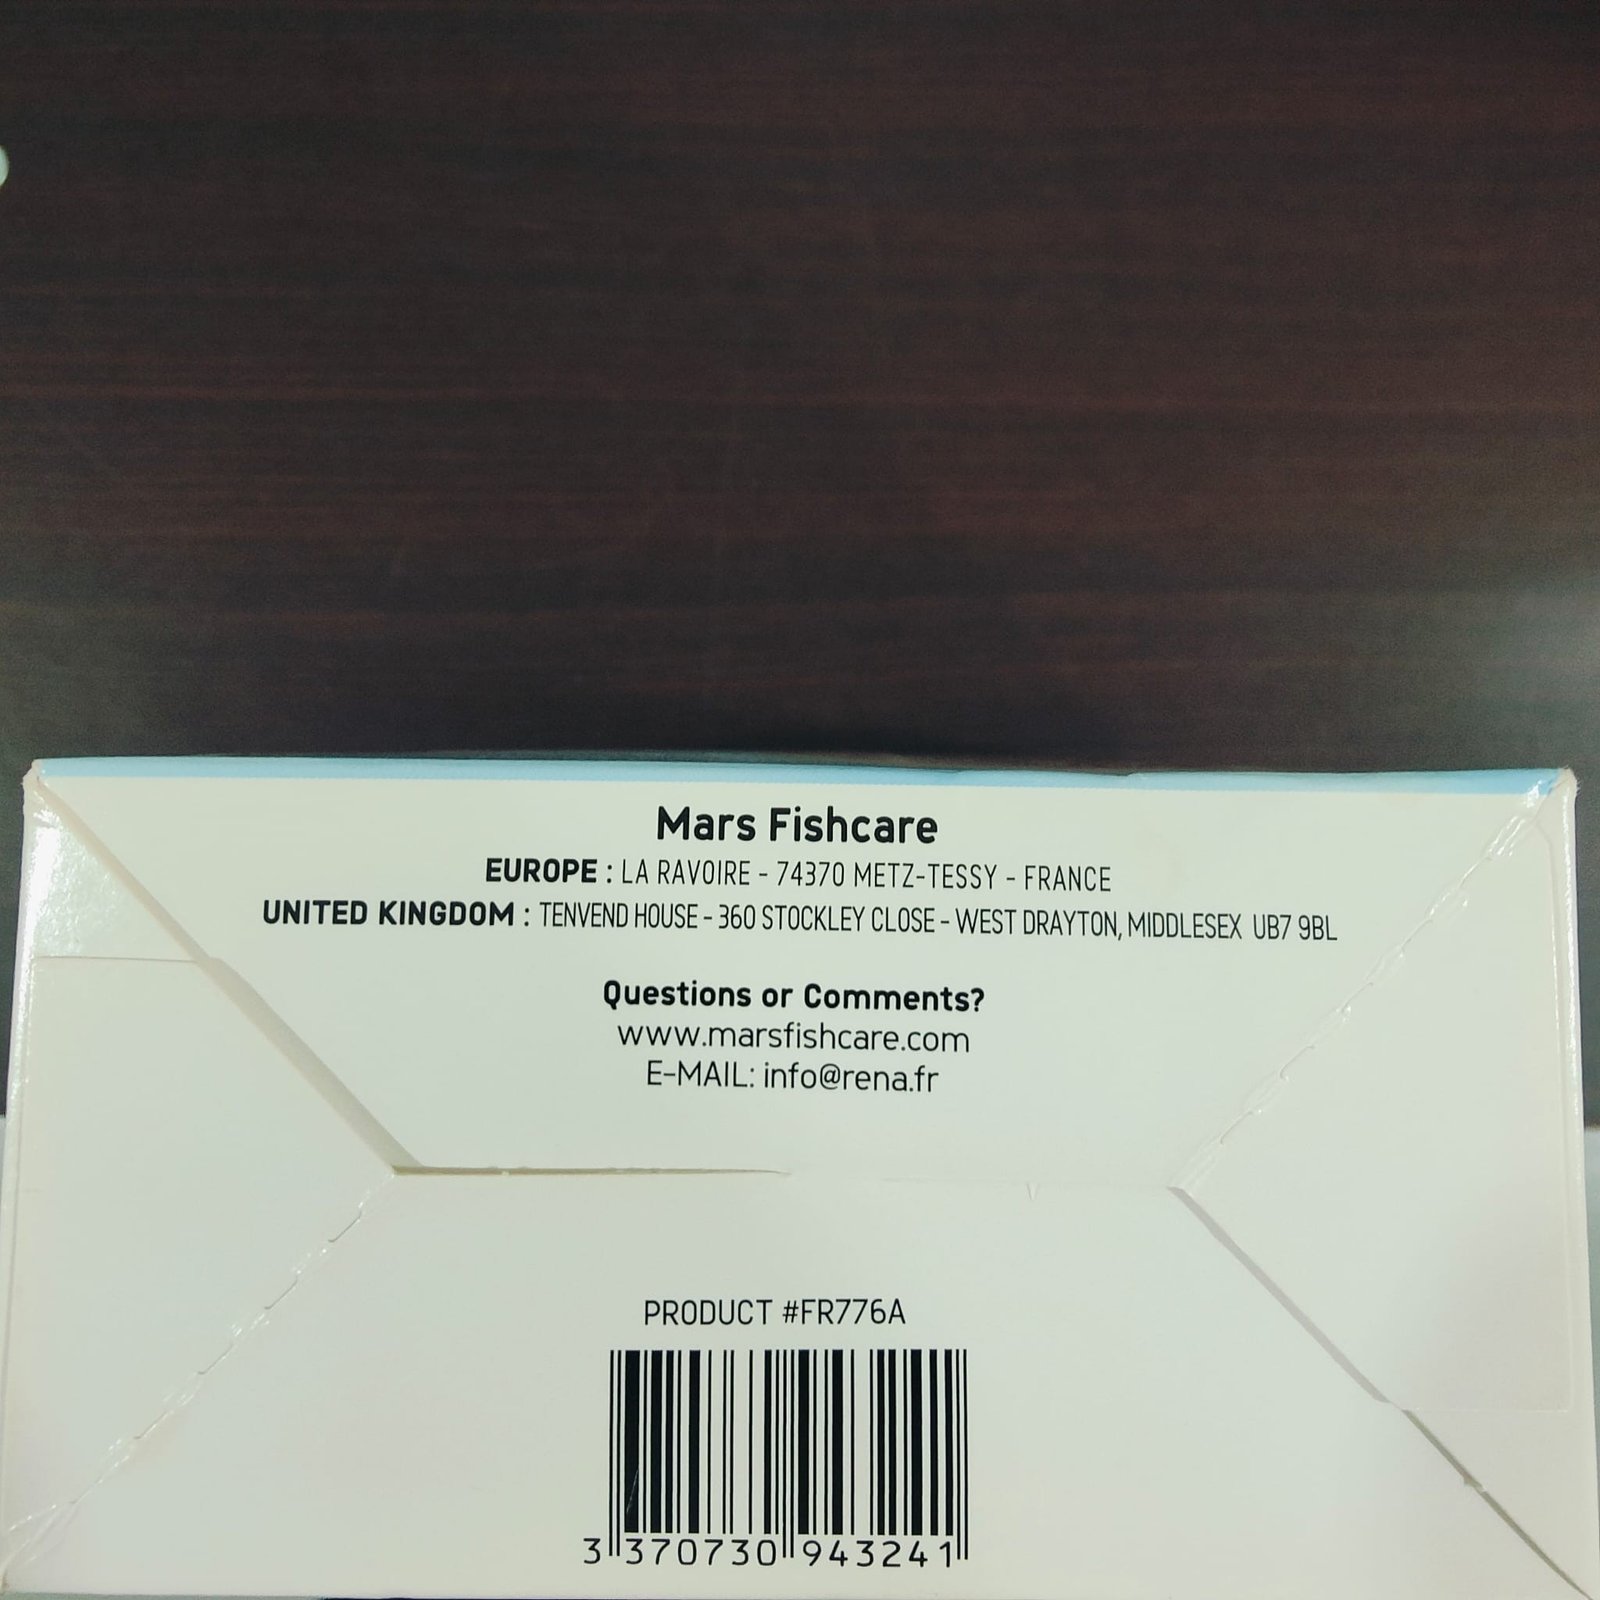 Mars Fishcare
EUROPE : LA RAVOIRE - 74370 METZ-TESSY - FRANCE
UNITED KINGDOM : TENVEND HOUSE - 360 STOCKLEY CLOSE - WEST DRAYTON, MIDDLESEX UB7 9BL
Questions or Comments?
www.marsfishcare.com
E-MAIL: info@rena.fr
PRODUCT #FR776A
3 370730 943241